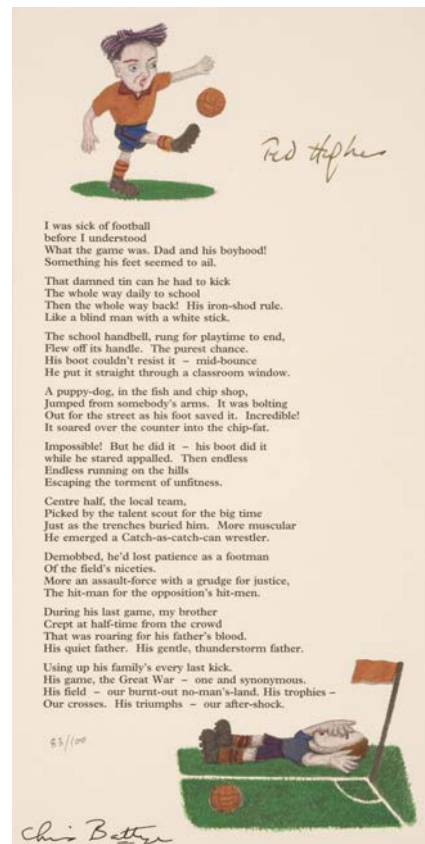 Ted Hughes
I was sick of football
before I understood
What the game was. Dad and his boyhood!
Something his feet seemed to ail.
That damned tin can he had to kick
The whole way daily to school
Then the whole way back! His iron-shod rule.
Like a blind man with a white stick.
The school handbell, rung for playtime to end,
Flew off its handle. The purest chance.
His boot couldn't resist it – mid-bounce
He put it straight through a classroom window.
A puppy-dog, in the fish and chip shop,
Jumped from somebody's arms. It was bolting
Out for the street as his foot saved it. Incredible!
It soared over the counter into the chip-fat.
Impossible! But he did it – his boot did it
while he stared appalled. Then endless
Endless running on the hills
Escaping the torment of unfitness.
Centre half, the local team,
Picked by the talent scout for the big time
Just as the trenches buried him. More muscular
He emerged a Catch-as-catch-can wrestler.
Demobbed, he'd lost patience as a footman
Of the field's niceties.
More an assault-force with a grudge for justice,
The hit-man for the opposition's hit-men.
During his last game, my brother
Crept at half-time from the crowd
That was roaring for his father's blood.
His quiet father. His gentle, thunderstorm father.
Using up his family's every last kick.
His game, the Great War – one and synonymous.
His field – our burnt-out no-man's-land. His trophies –
Our crosses. His triumphs – our after-shock.
83/100
Chris Battye